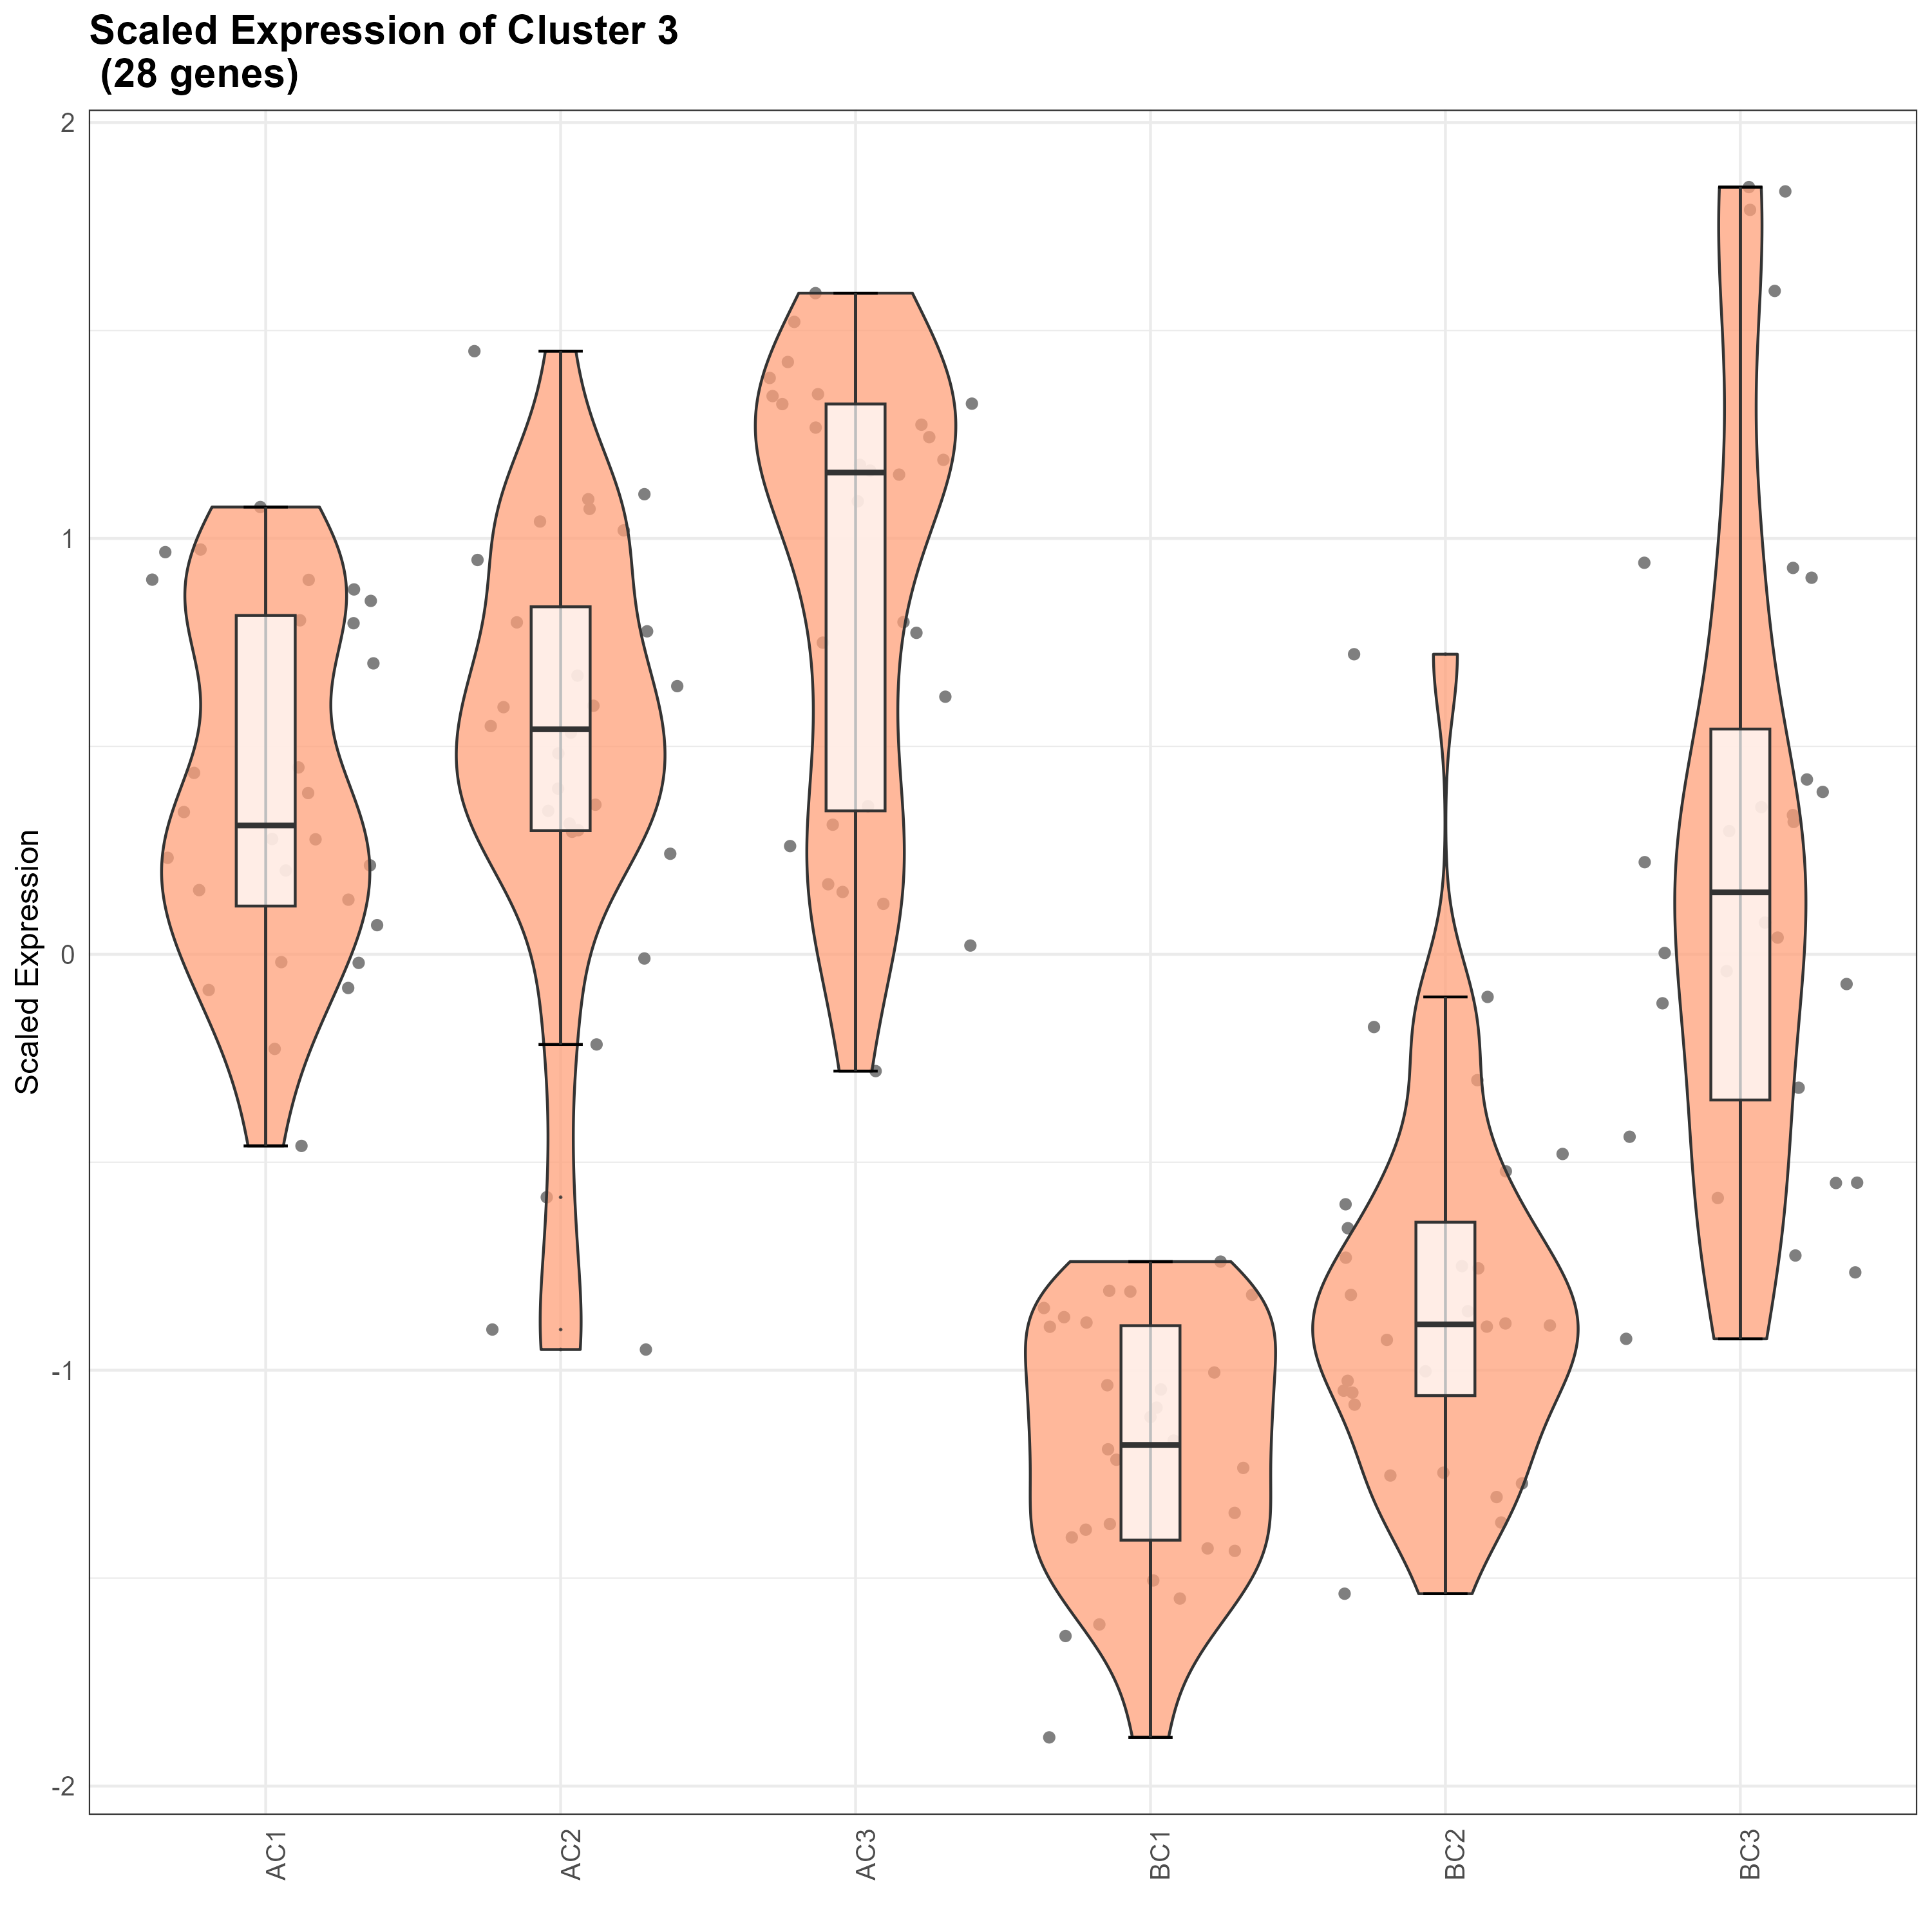 Scaled Expression of Cluster 3
(28 genes)
2
1
0
-1
-2
Scaled Expression
AC1
AC2
AC3
BC1
BC2
BC3